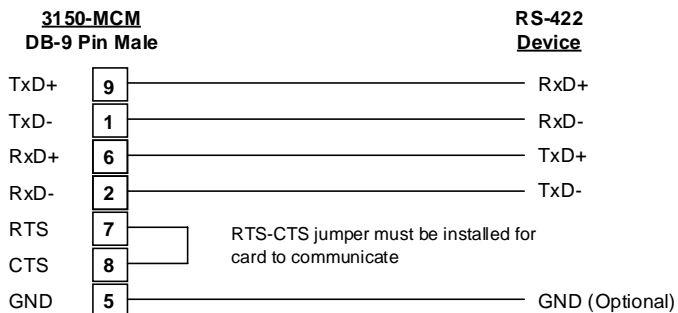 3150-MCM RS-422
DB-9 Pin Male Device
TxD+ 9 RxD+
TxD- 1 RxD-
RxD+ 6 TxD+
RxD- 2 TxD-
RTS 7
RTS-CTS jumper must be installed for
card to communicate
CTS 8
GND 5 GND (Optional)